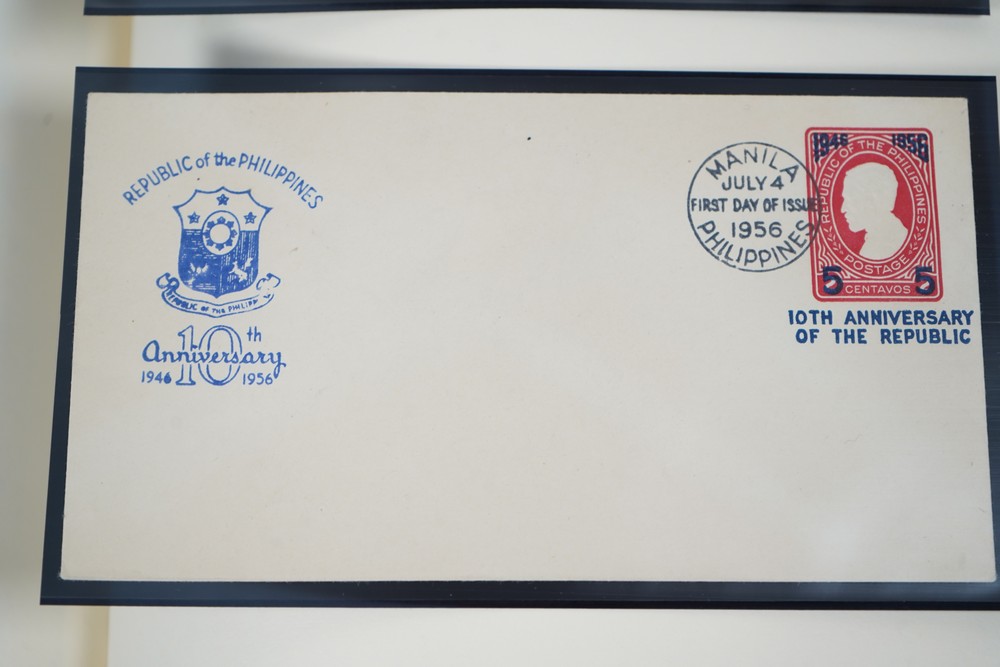 REPUBLIC of the PHILIPPINES
REPUBLIC OF THE PHILIPP
10th
Anniversary
1946 1956
MANILA
JULY 4
FIRST DAY OF ISSUE
1956
PHILIPPINES
1946 1956
REPUBLIC OF THE PHILIPPINES
POSTAGE
5 CENTAVOS 5
10TH ANNIVERSARY
OF THE REPUBLIC